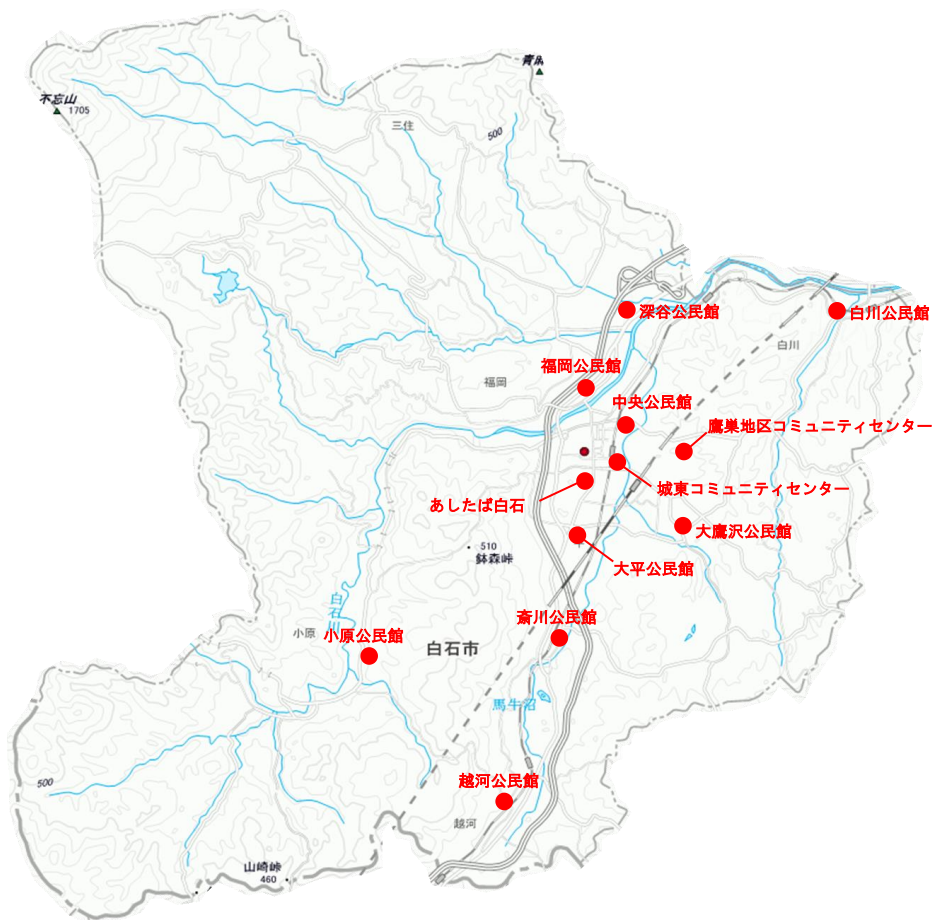 青麻
不忘山
1705
三住
500
深谷公民館
白川公民館
白川
福岡公民館
福岡
中央公民館
鷹巣地区コミュニティセンター
城東コミュニティセンター
あしたば白石
大鷹沢公民館
510
鉢森峠
大平公民館
白石川
斎川公民館
小原
小原公民館
白石市
馬牛沼
越河公民館
500
越河
山崎峠
460